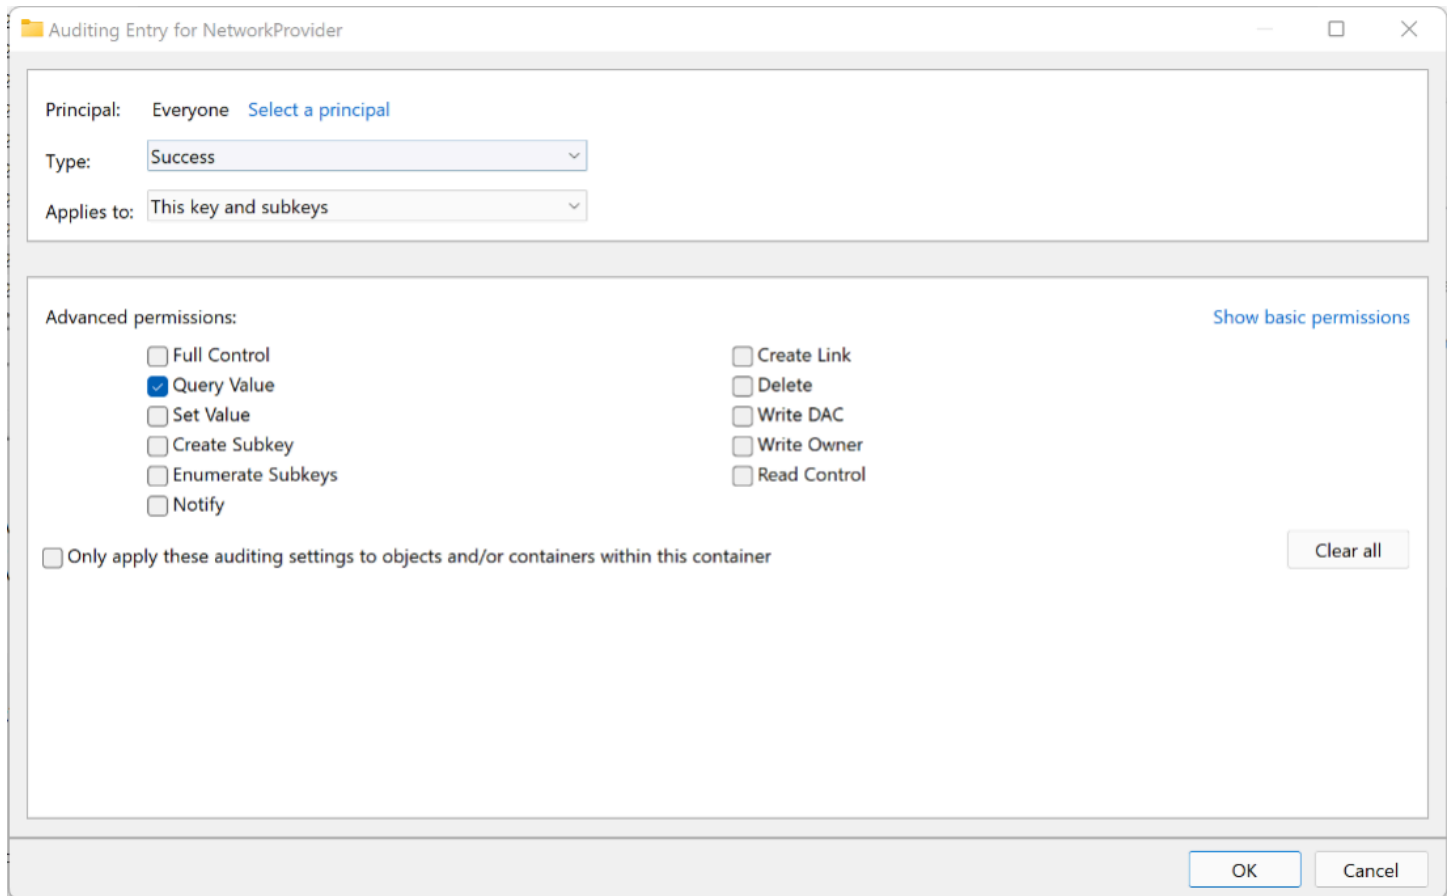 Auditing Entry for NetworkProvider
Principal: Everyone Select a principal
Type: Success
Applies to: This key and subkeys
Advanced permissions: Show basic permissions
Full Control
Query Value
Set Value
Create Subkey
Enumerate Subkeys
Notify
Create Link
Delete
Write DAC
Write Owner
Read Control
Only apply these auditing settings to objects and/or containers within this container
Clear all
OK Cancel